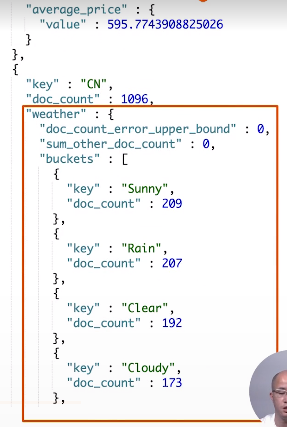 "average_price" : {
"value" : 595.7743908825026
}
},
{
"key" : "CN",
"doc_count" : 1096,
"weather" : {
"doc_count_error_upper_bound" : 0,
"sum_other_doc_count" : 0,
"buckets" : [
{
"key" : "Sunny",
"doc_count" : 209
},
{
"key" : "Rain",
"doc_count" : 207
},
{
"key" : "Clear",
"doc_count" : 192
},
{
"key" : "Cloudy",
"doc_count" : 173
},